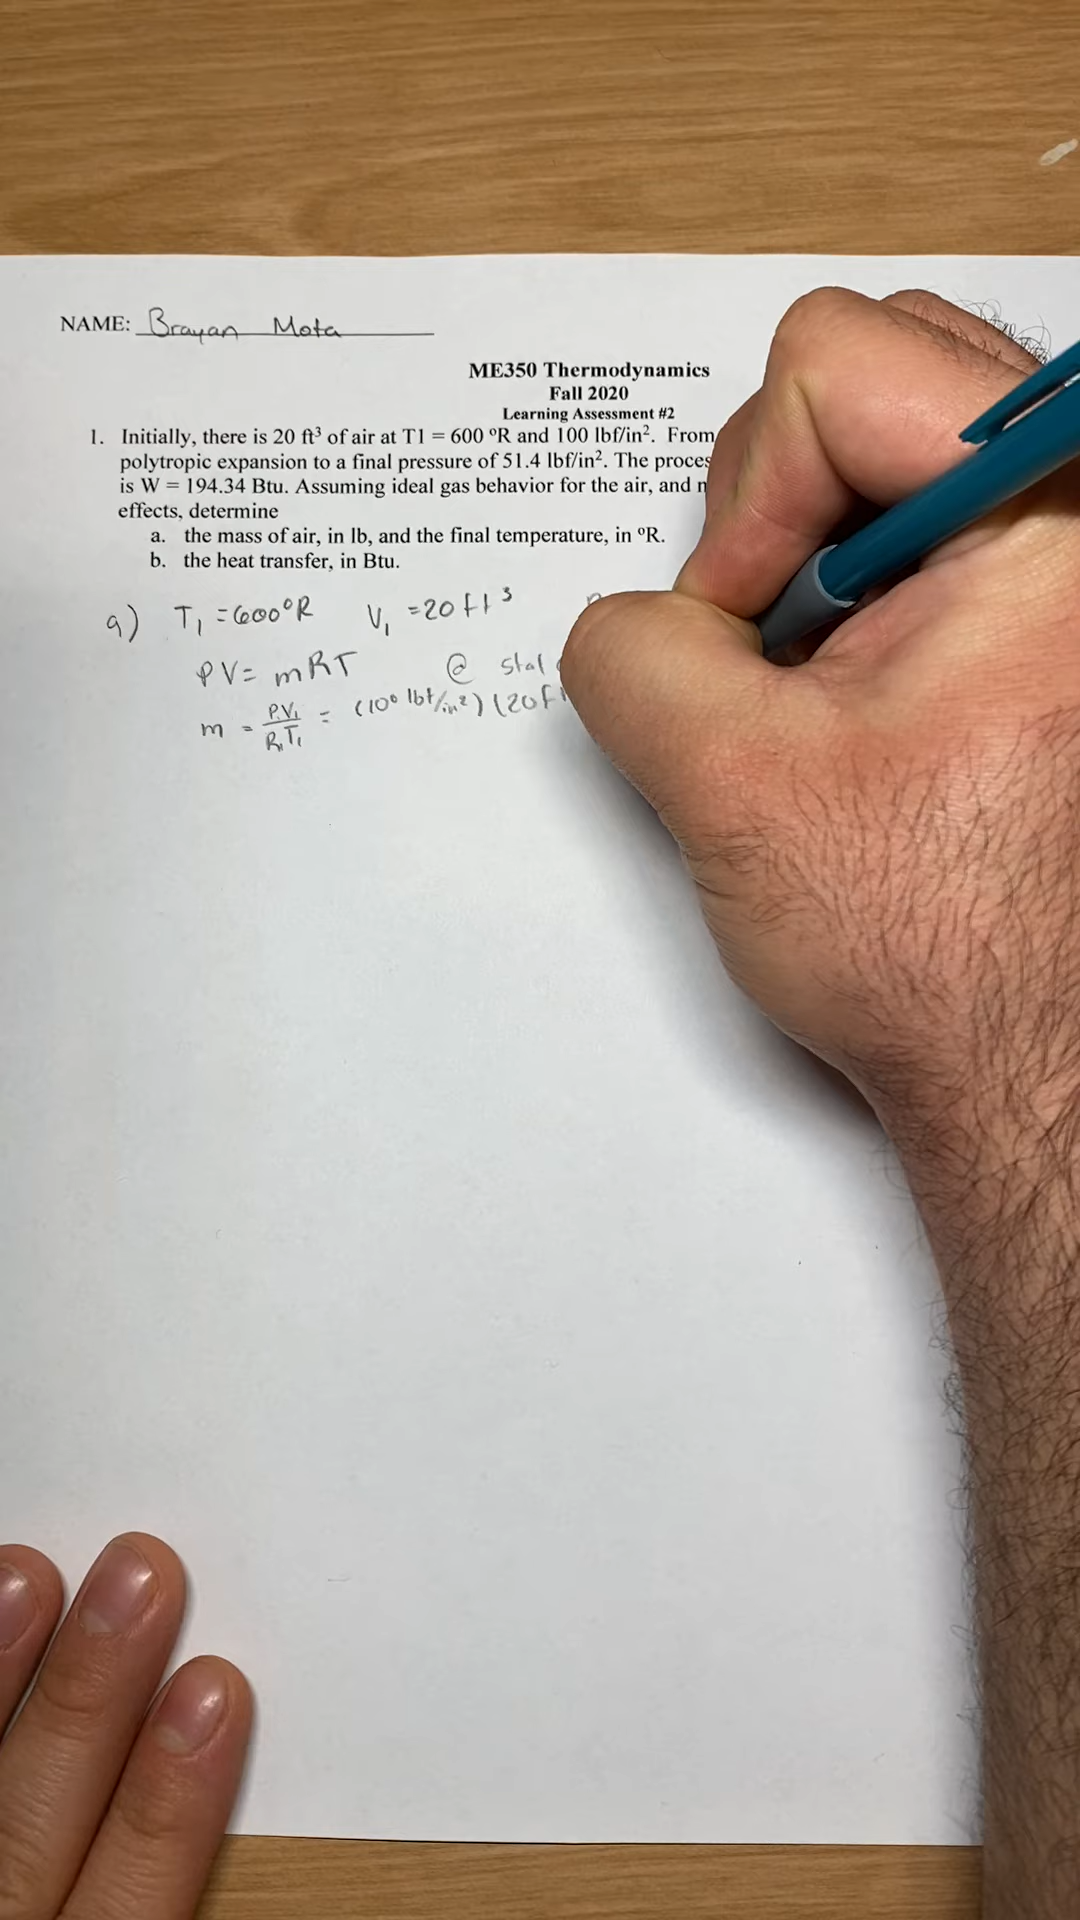 NAME: Brayan Mota
ME350 Thermodynamics
Fall 2020
Learning Assessment #2
1. Initially, there is 20 ft³ of air at T1 = 600 ºR and 100 lbf/in². From
polytropic expansion to a final pressure of 51.4 lbf/in². The proces
is W = 194.34 Btu. Assuming ideal gas behavior for the air, and
effects, determine
a. the mass of air, in lb, and the final temperature, in ºR.
b. the heat transfer, in Btu.
a) T₁ = 600°R V₁ = 20 ft³
PV = mRT @ stat
m = P₁V₁/R₁T₁ = (100 lbf/in²) (20 f